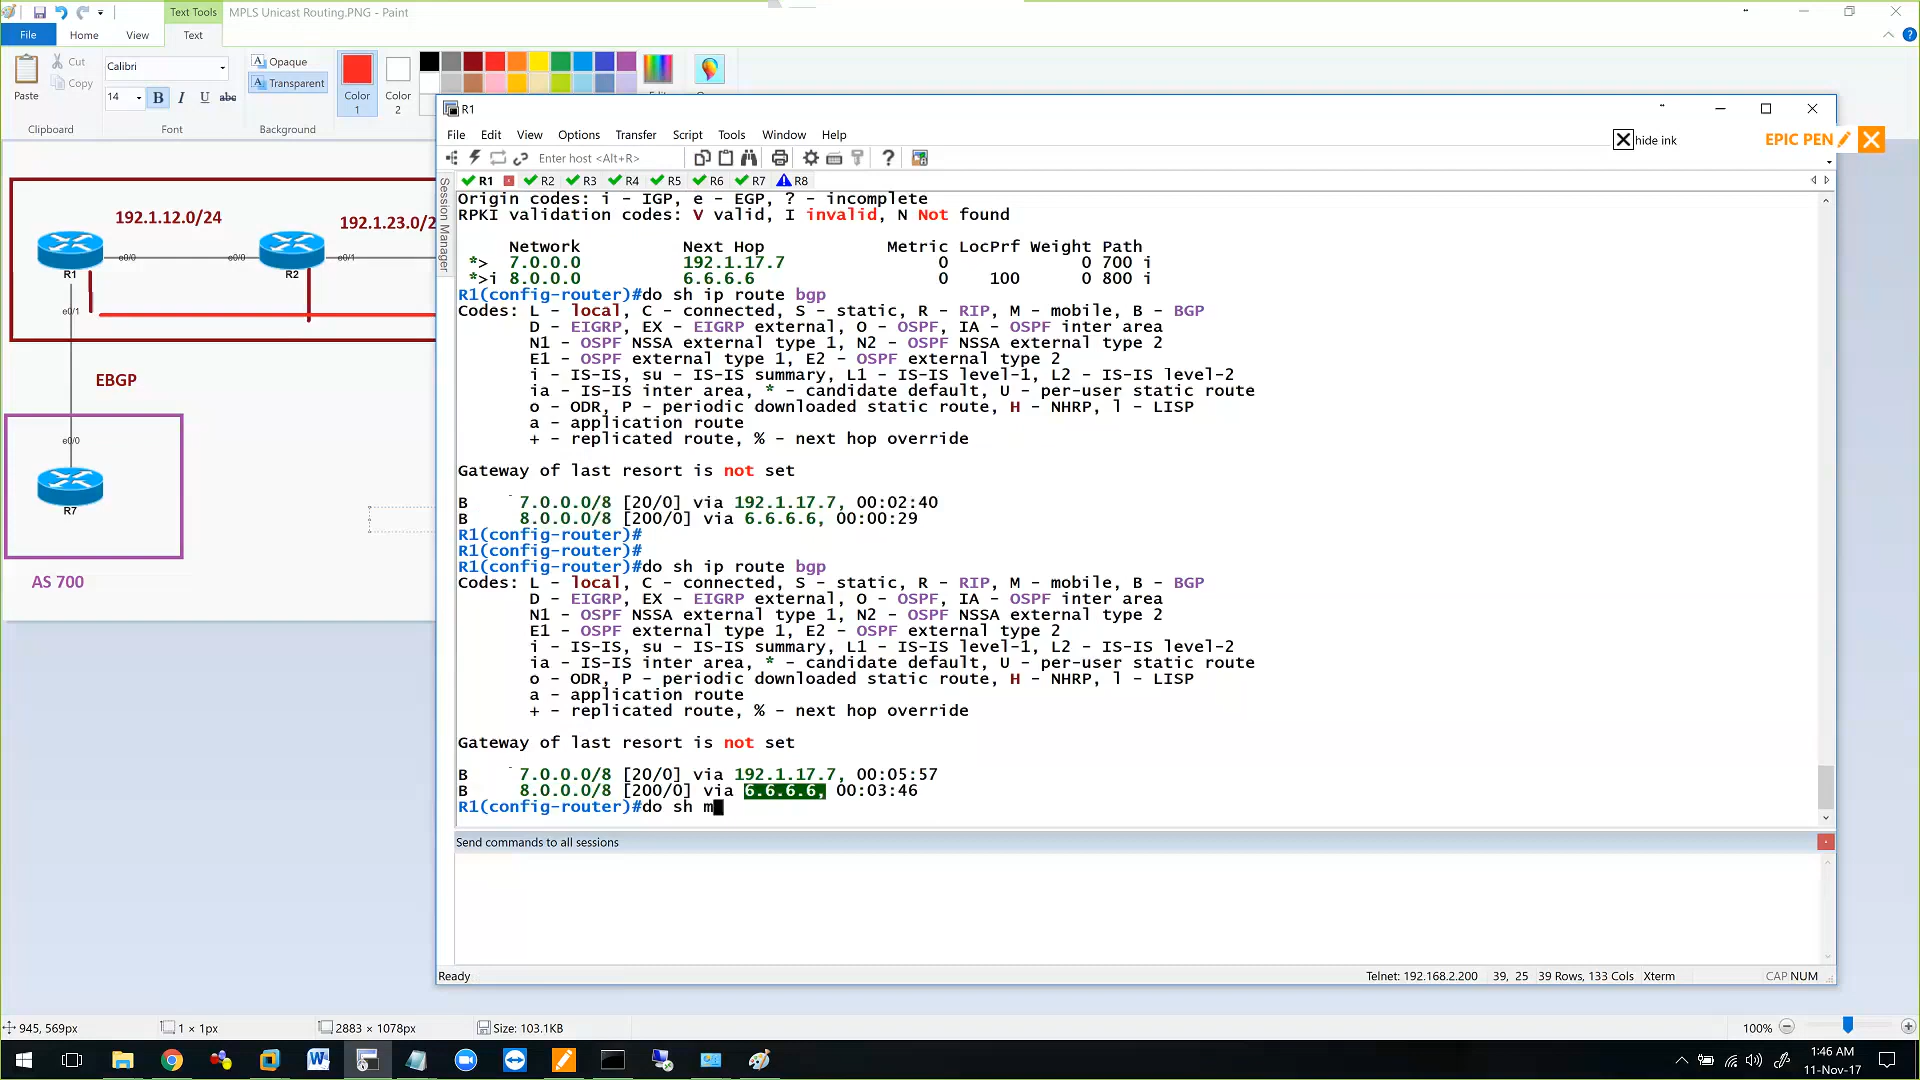 Text Tools
MPLS Unicast Routing.PNG - Paint
File
Home
View
Text
Paste
Cut
Copy
Clipboard
Calibri
14
B
I
U
abc
Font
Opaque
Transparent
Background
Color
1
Color
2
192.1.12.0/24
192.1.23.0/2
R1
e0/0
e0/0
R2
e0/1
e0/1
EBGP
e0/0
R7
AS 700
R1
File Edit View Options Transfer Script Tools Window Help
hide ink
EPIC PEN
Enter host <Alt+R>
R1 R2 R3 R4 R5 R6 R7 R8
Session Manager
Origin codes: i - IGP, e - EGP, ? - incomplete
RPKI validation codes: V valid, I invalid, N Not found
Network Next Hop Metric LocPrf Weight Path
*> 7.0.0.0 192.1.17.7 0 0 700 i
*>i 8.0.0.0 6.6.6.6 0 100 0 800 i
R1(config-router)#do sh ip route bgp
Codes: L - local, C - connected, S - static, R - RIP, M - mobile, B - BGP
D - EIGRP, EX - EIGRP external, O - OSPF, IA - OSPF inter area
N1 - OSPF NSSA external type 1, N2 - OSPF NSSA external type 2
E1 - OSPF external type 1, E2 - OSPF external type 2
i - IS-IS, su - IS-IS summary, L1 - IS-IS level-1, L2 - IS-IS level-2
ia - IS-IS inter area, * - candidate default, U - per-user static route
o - ODR, P - periodic downloaded static route, H - NHRP, l - LISP
a - application route
+ - replicated route, % - next hop override
Gateway of last resort is not set
B 7.0.0.0/8 [20/0] via 192.1.17.7, 00:02:40
B 8.0.0.0/8 [200/0] via 6.6.6.6, 00:00:29
R1(config-router)#
R1(config-router)#
R1(config-router)#do sh ip route bgp
Codes: L - local, C - connected, S - static, R - RIP, M - mobile, B - BGP
D - EIGRP, EX - EIGRP external, O - OSPF, IA - OSPF inter area
N1 - OSPF NSSA external type 1, N2 - OSPF NSSA external type 2
E1 - OSPF external type 1, E2 - OSPF external type 2
i - IS-IS, su - IS-IS summary, L1 - IS-IS level-1, L2 - IS-IS level-2
ia - IS-IS inter area, * - candidate default, U - per-user static route
o - ODR, P - periodic downloaded static route, H - NHRP, l - LISP
a - application route
+ - replicated route, % - next hop override
Gateway of last resort is not set
B 7.0.0.0/8 [20/0] via 192.1.17.7, 00:05:57
B 8.0.0.0/8 [200/0] via 6.6.6.6, 00:03:46
R1(config-router)#do sh m
Send commands to all sessions
Ready
Telnet: 192.168.2.200 39, 25 39 Rows, 133 Cols Xterm CAP NUM
945, 569px
1 × 1px
2883 × 1078px
Size: 103.1KB
100%
1:46 AM
11-Nov-17